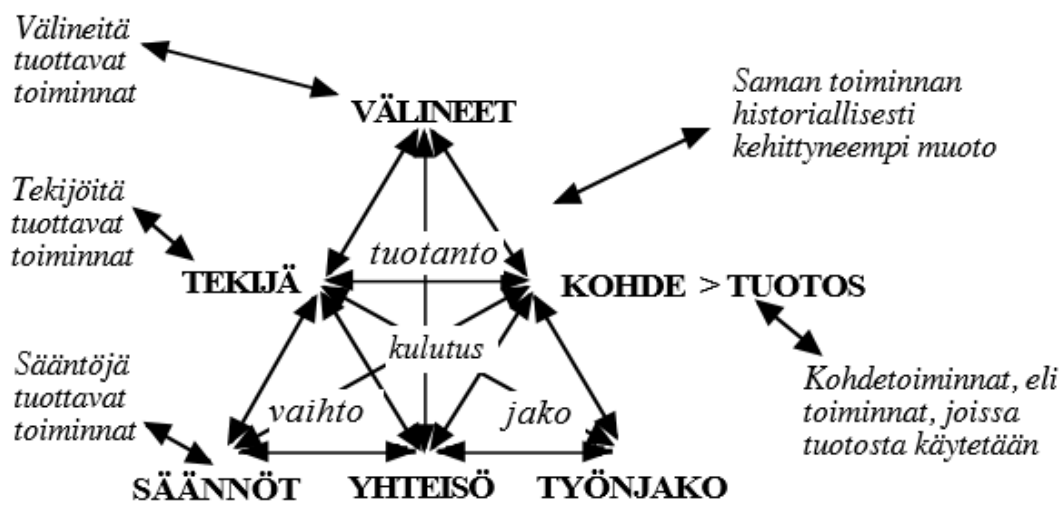 Välineitä
tuottavat
toiminnat
VÄLINEET
Saman toiminnan
historiallisesti
kehittyneempi muoto
Tekijöitä
tuottavat
toiminnat
tuotanto
TEKIJÄ
KOHDE > TUOTOS
kulutus
Sääntöjä
tuottavat
toiminnat
vaihto
jako
Kohdetoiminnat, eli
toiminnat, joissa
tuotosta käytetään
SÄÄNNÖT
YHTEISÖ
TYÖNJAKO